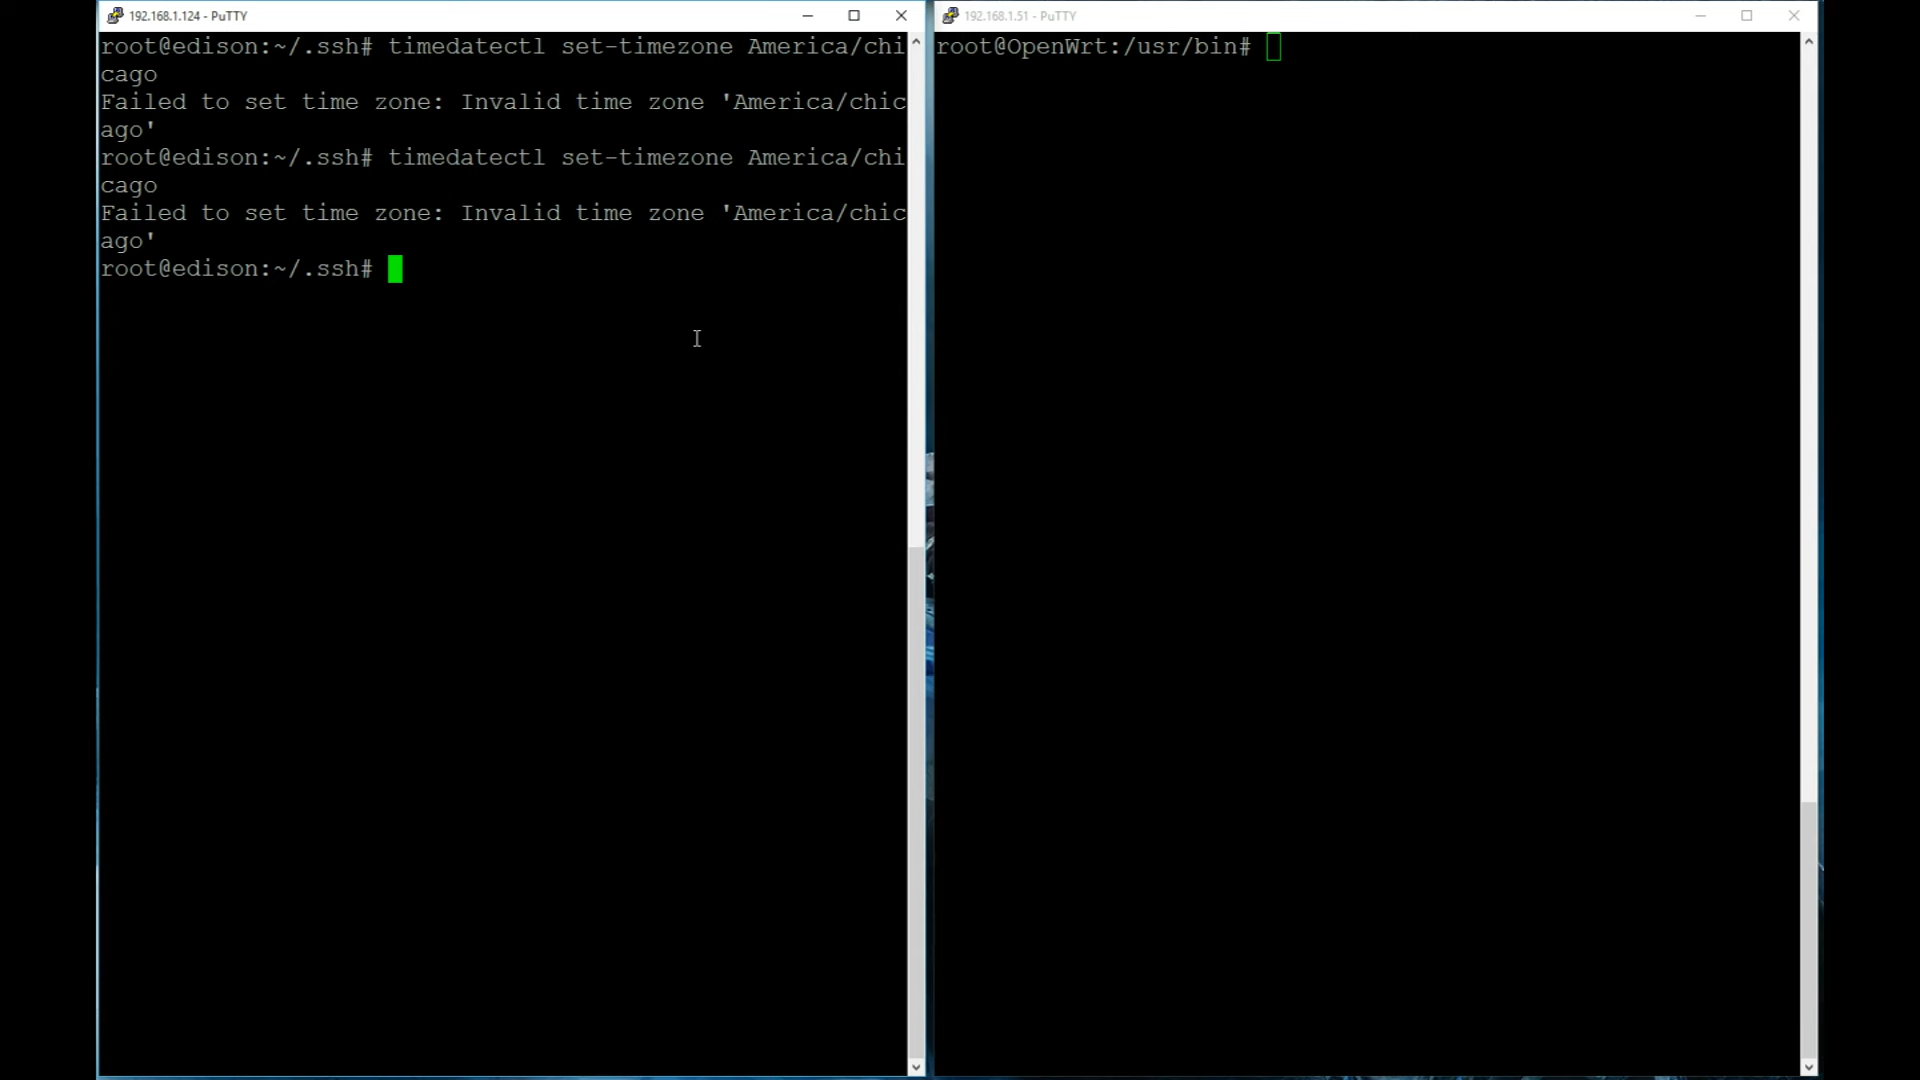 192.168.1.124 - PuTTY
root@edison:~/.ssh# timedatectl set-timezone America/chi
cago
Failed to set time zone: Invalid time zone 'America/chic
ago'
root@edison:~/.ssh# timedatectl set-timezone America/chi
cago
Failed to set time zone: Invalid time zone 'America/chic
ago'
root@edison:~/.ssh#
192.168.1.51 - PuTTY
root@OpenWrt:/usr/bin#